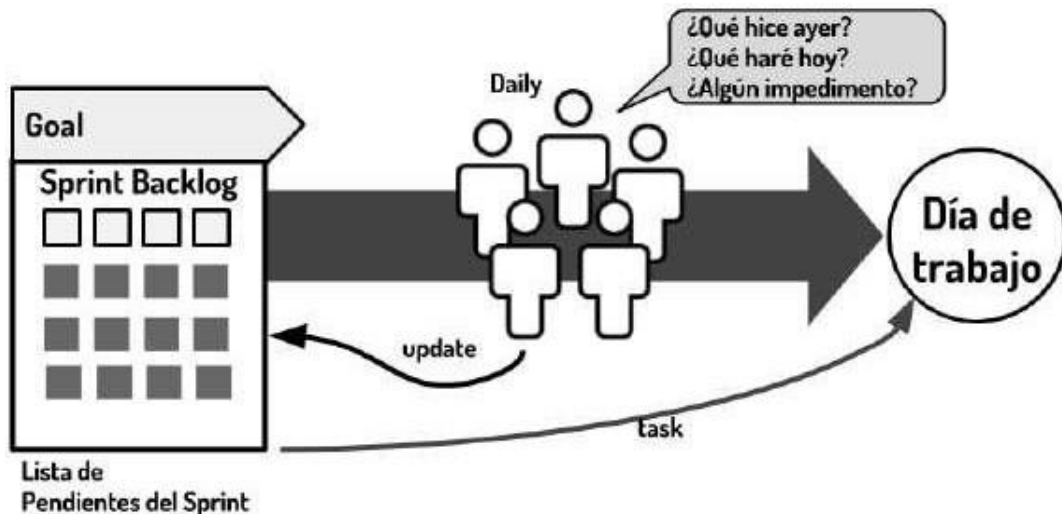 ¿Qué hice ayer?
¿Qué haré hoy?
¿Algún impedimento?
Daily
Goal
Sprint Backlog
Día de
trabajo
update
task
Lista de
Pendientes del Sprint